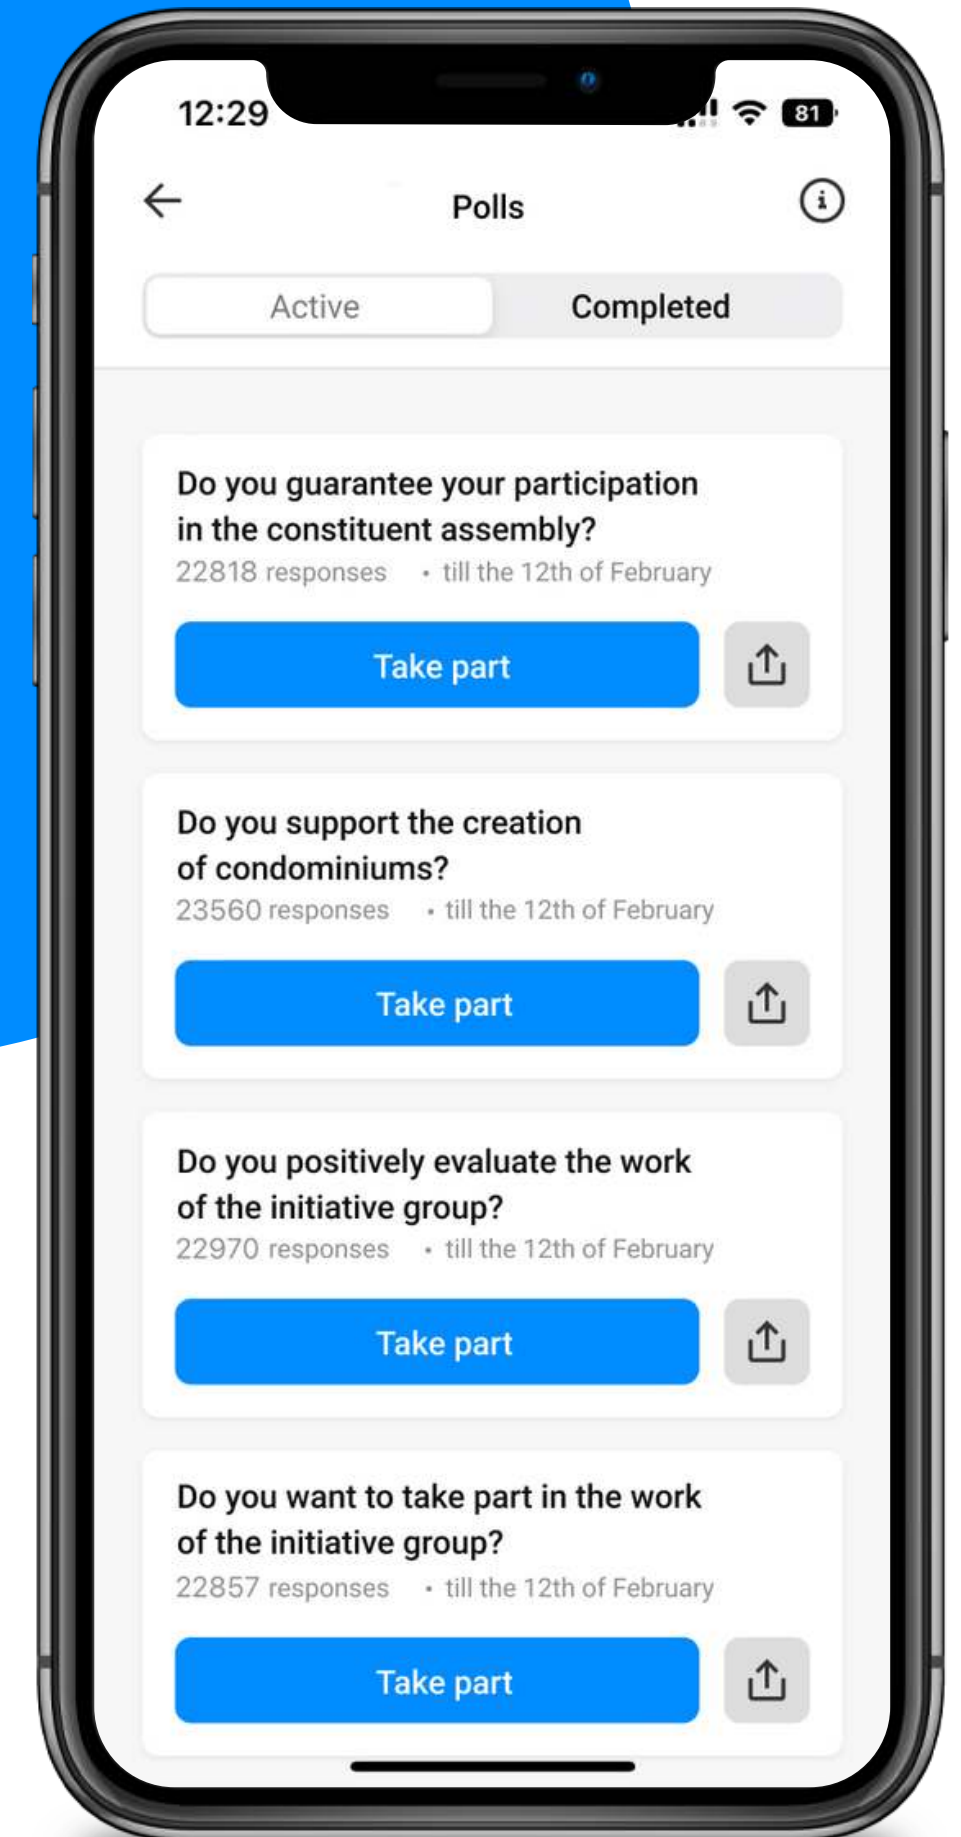 12:29
81
Polls
Active
Completed
Do you guarantee your participation
in the constituent assembly?
22818 responses • till the 12th of February
Take part
Do you support the creation
of condominiums?
23560 responses • till the 12th of February
Take part
Do you positively evaluate the work
of the initiative group?
22970 responses • till the 12th of February
Take part
Do you want to take part in the work
of the initiative group?
22857 responses • till the 12th of February
Take part